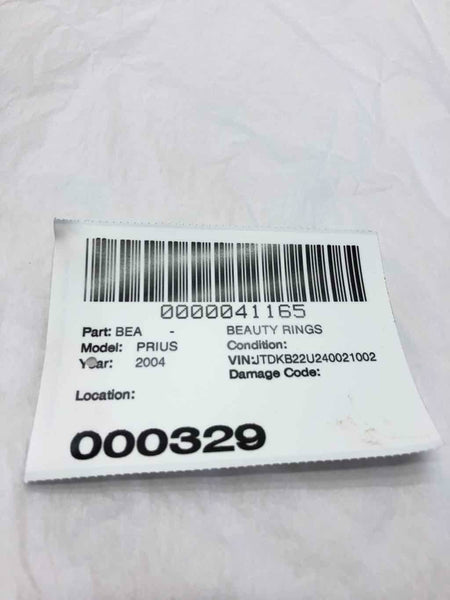 0000041165
Part: BEA - BEAUTY RINGS
Model: PRIUS Condition:
Year: 2004 VIN:JTDKB22U240021002
Damage Code:
Location:
000329